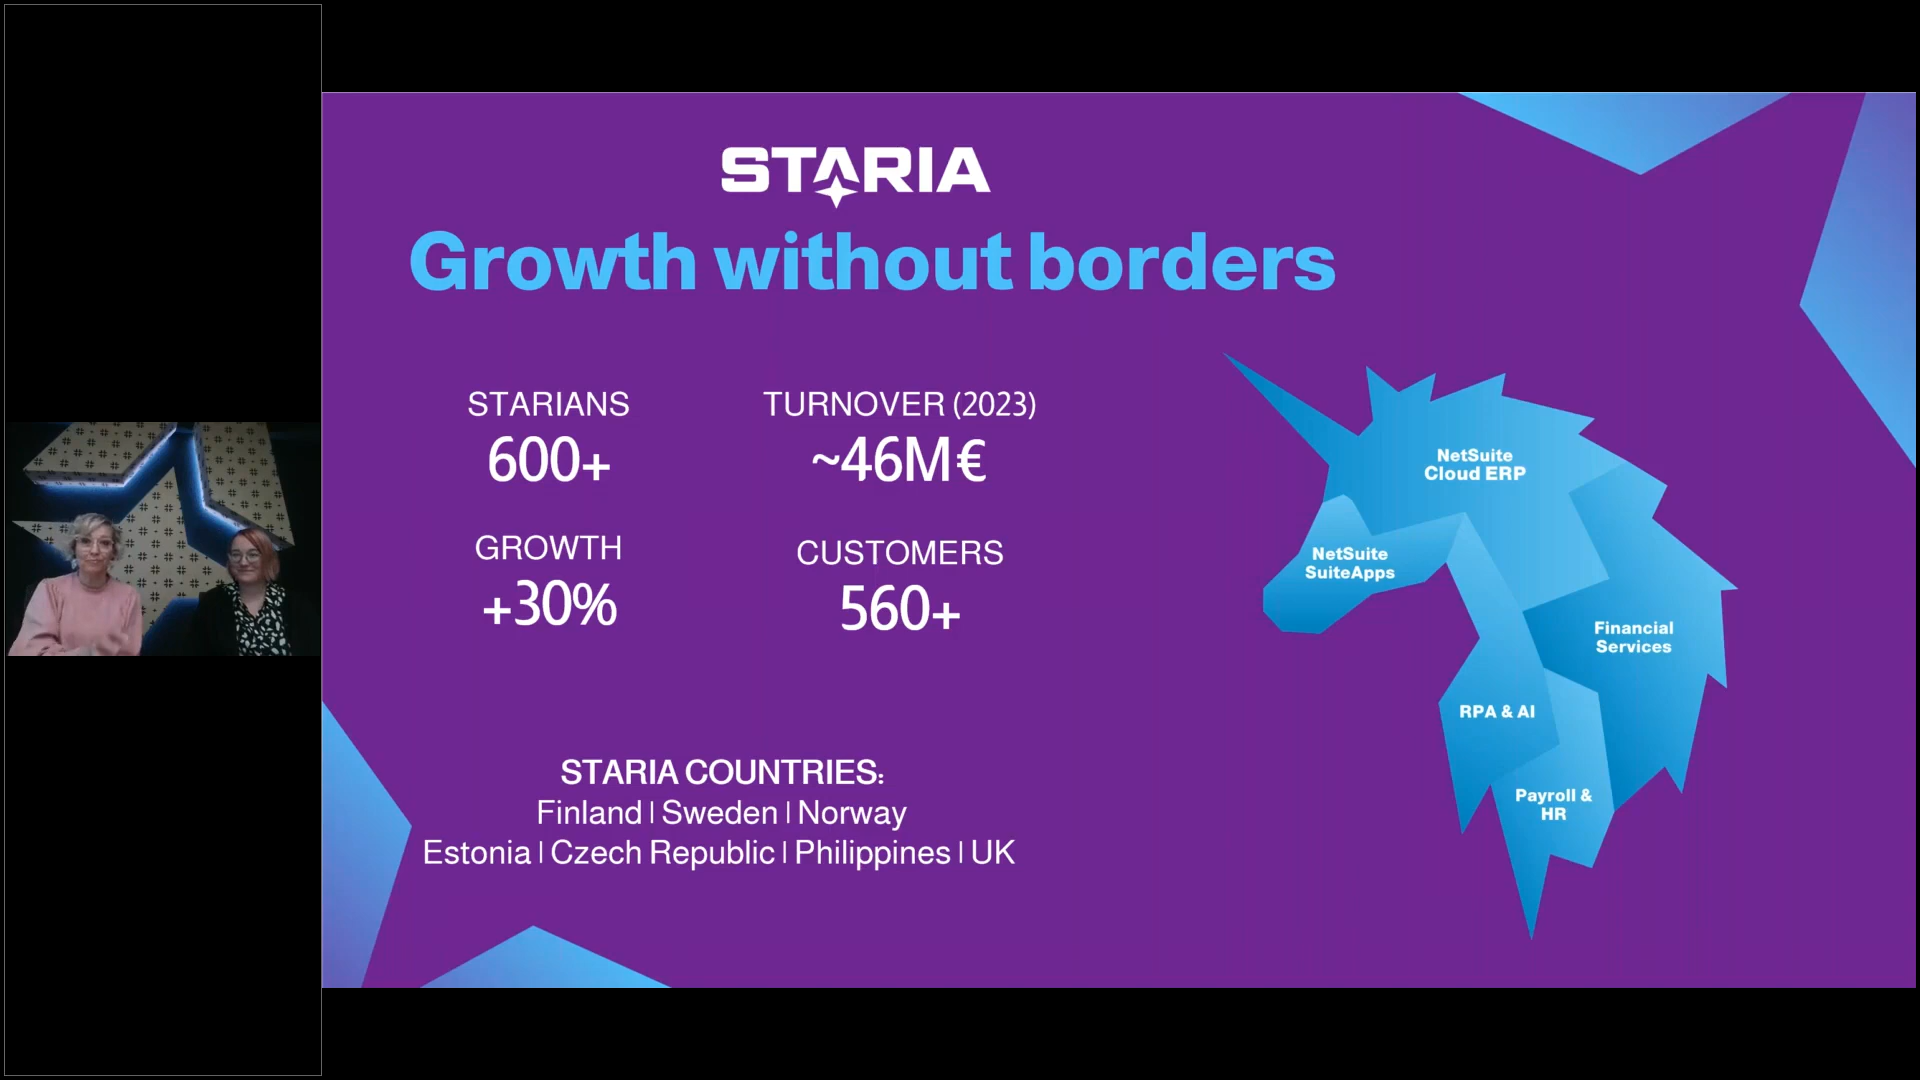 STARIA
Growth without borders
STARIANS
600+
TURNOVER (2023)
~46M€
GROWTH
+30%
CUSTOMERS
560+
STARIA COUNTRIES:
Finland | Sweden | Norway
Estonia | Czech Republic | Philippines | UK
NetSuite
Cloud ERP
NetSuite
SuiteApps
Financial
Services
RPA & AI
Payroll &
HR